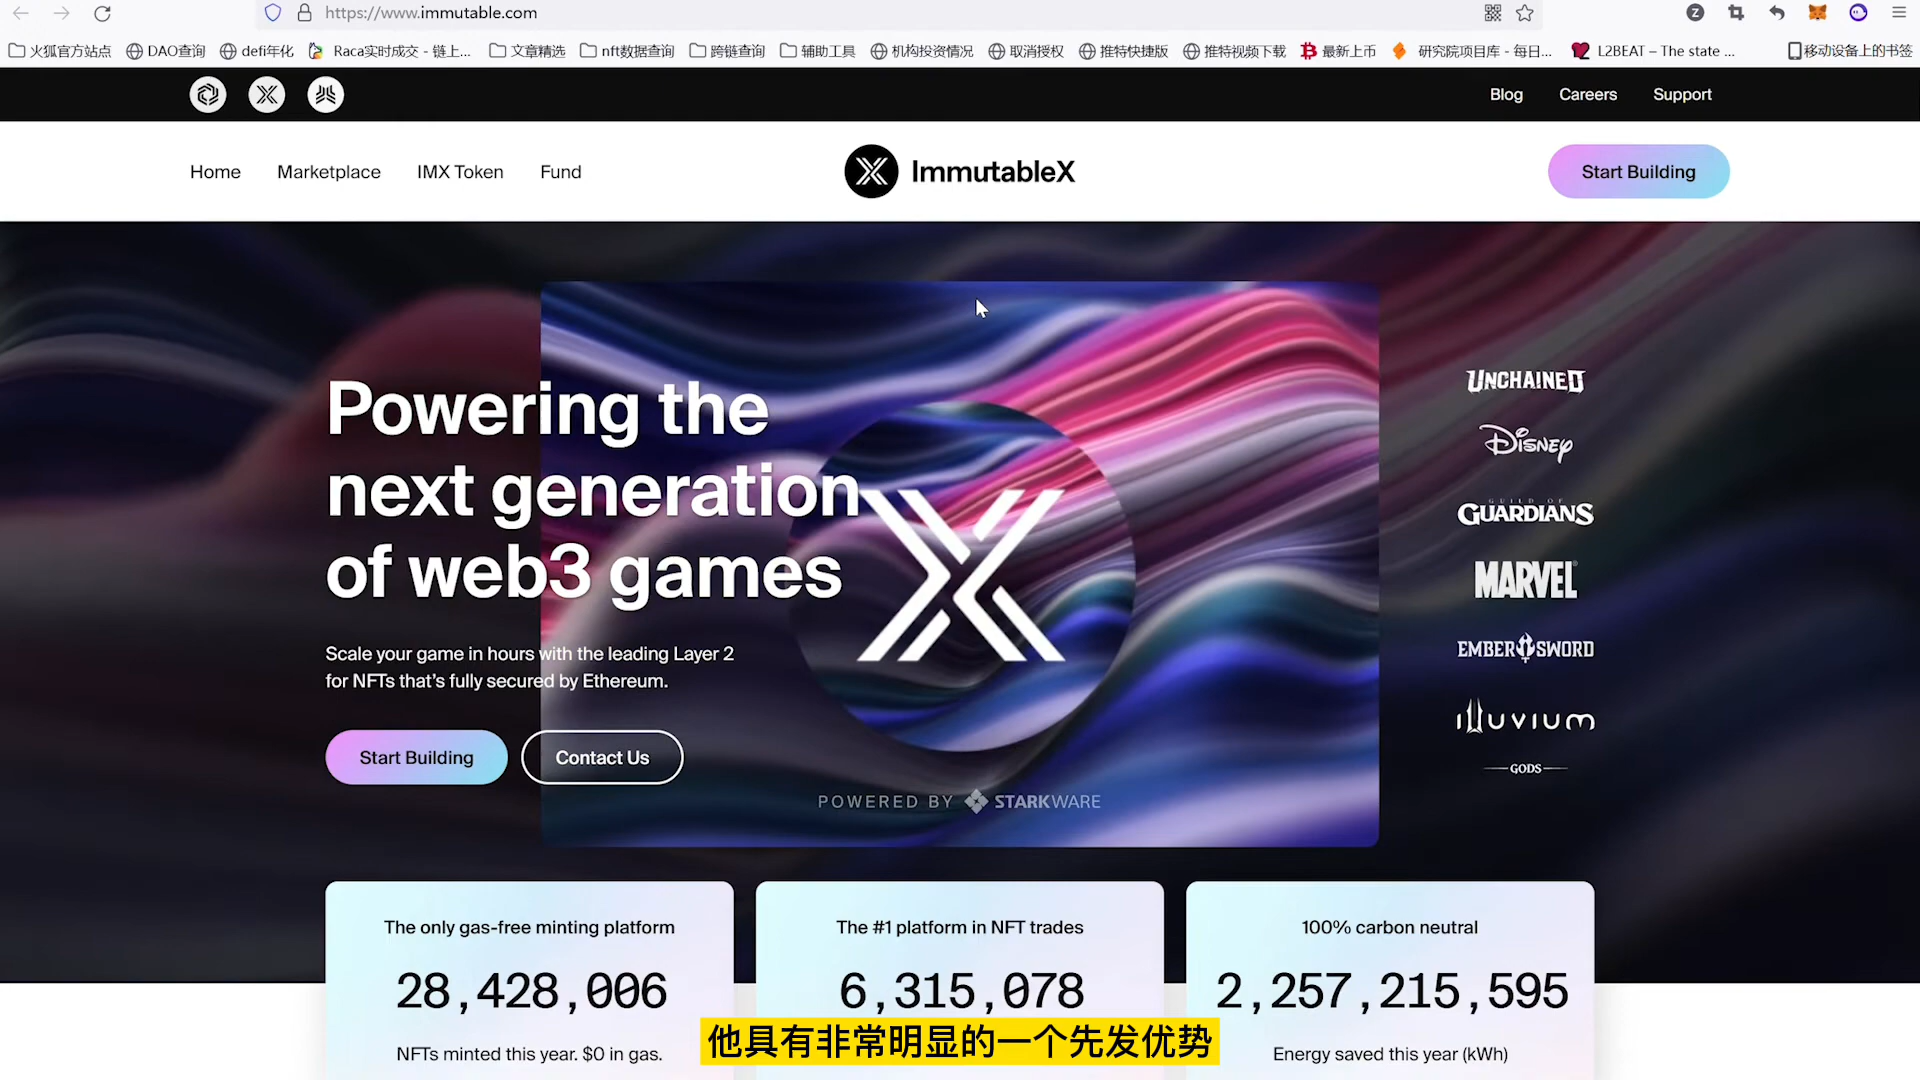 https://www.immutable.com
火狐官方站点 DAO查询 defi年化 Raca实时成交 - 链上... 文章精选 nft数据查询 跨链查询 辅助工具 机构投资情况 取消授权 推特快捷版 推特视频下载 最新上币 研究院项目库 - 每日... L2BEAT – The state ... 移动设备上的书签
Blog Careers Support
Home Marketplace IMX Token Fund ImmutableX Start Building
Powering the
next generation
of web3 games
Scale your game in hours with the leading Layer 2
for NFTs that's fully secured by Ethereum.
Start Building Contact Us
POWERED BY STARKWARE
UNCHAINED
Disney
GUILD OF
GUARDIANS
MARVEL
EMBER SWORD
illuvium
GODS
The only gas-free minting platform
28,428,006
NFTs minted this year. $0 in gas.
The #1 platform in NFT trades
6,315,078
100% carbon neutral
2,257,215,595
Energy saved this year (kWh)
他具有非常明显的一个先发优势